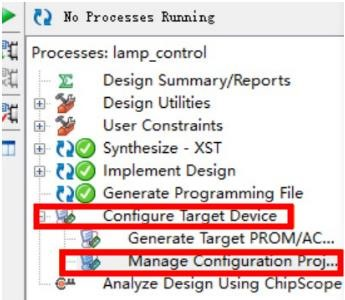 No Processes Running
Processes: lamp_control
Design Summary/Reports
Design Utilities
User Constraints
Synthesize - XST
Implement Design
Generate Programming File
Configure Target Device
Generate Target PROM/AC...
Manage Configuration Proj...
Analyze Design Using ChipScope